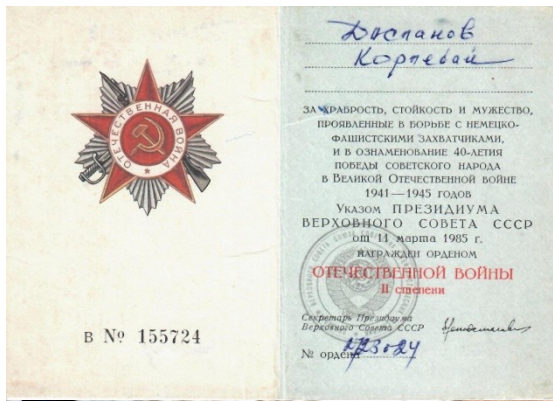 ОТЕЧЕСТВЕННАЯ ВОЙНА
В № 155724
Доспанов
Корпебай
ЗА ХРАБРОСТЬ, СТОЙКОСТЬ И МУЖЕСТВО,
ПРОЯВЛЕННЫЕ В БОРЬБЕ С НЕМЕЦКО-
ФАШИСТСКИМИ ЗАХВАТЧИКАМИ,
И В ОЗНАМЕНОВАНИЕ 40-ЛЕТИЯ
ПОБЕДЫ СОВЕТСКОГО НАРОДА
В ВЕЛИКОЙ ОТЕЧЕСТВЕННОЙ ВОЙНЕ
1941—1945 ГОДОВ
УКАЗОМ ПРЕЗИДИУМА
ВЕРХОВНОГО СОВЕТА СССР
от 11 марта 1985 г.
НАГРАЖДЕН ОРДЕНОМ
ОТЕЧЕСТВЕННОЙ ВОЙНЫ
II степени
Секретарь Президиума
Верховного Совета СССР
№ ордена